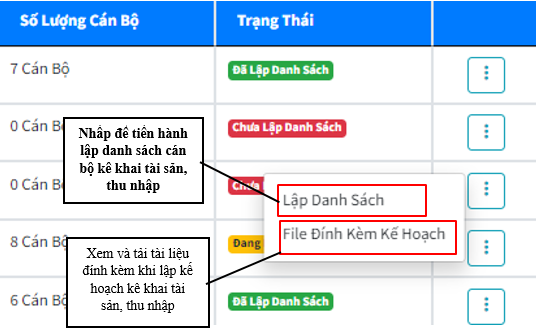 Số Lượng Cán Bộ
Trạng Thái
7 Cán Bộ
Đã Lập Danh Sách
0 Cán Bộ
Chưa Lập Danh Sách
Nhấp để tiến hành
lập danh sách cán
bộ kê khai tài sản,
thu nhập
0 Cán Bộ
Chưa
Lập Danh Sách
File Đính Kèm Kế Hoạch
8 Cán Bộ
Đang
Xem và tải tài liệu
đính kèm khi lập kế
hoạch kê khai tài
sản, thu nhập
6 Cán Bộ
Đã Lập Danh Sách